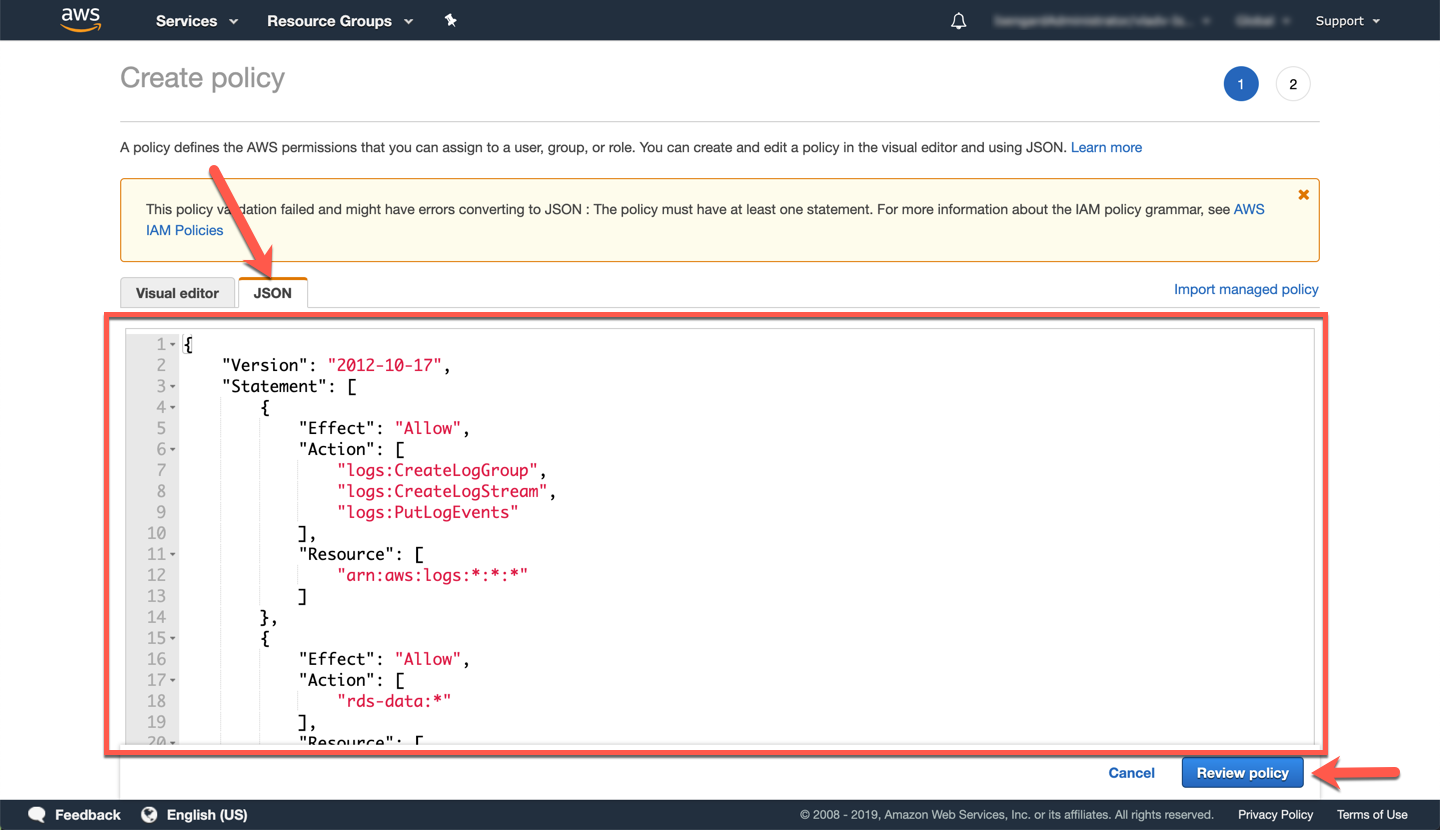 aws Services Resource Groups Support
Create policy
1 2
A policy defines the AWS permissions that you can assign to a user, group, or role. You can create and edit a policy in the visual editor and using JSON. Learn more
This policy validation failed and might have errors converting to JSON : The policy must have at least one statement. For more information about the IAM policy grammar, see AWS
IAM Policies
Visual editor JSON Import managed policy
1 {
2 "Version": "2012-10-17",
3 "Statement": [
4 {
5 "Effect": "Allow",
6 "Action": [
7 "logs:CreateLogGroup",
8 "logs:CreateLogStream",
9 "logs:PutLogEvents"
10 ],
11 "Resource": [
12 "arn:aws:logs:*:*:*"
13 ]
14 },
15 {
16 "Effect": "Allow",
17 "Action": [
18 "rds-data:*"
19 ],
20 "Resource": [
Cancel Review policy
Feedback English (US) © 2008 - 2019, Amazon Web Services, Inc. or its affiliates. All rights reserved. Privacy Policy Terms of Use